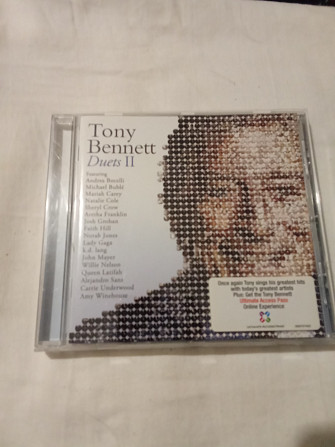 Tony
Bennett
Duets II
featuring
Andrea Bocelli
Michael Bublé
Mariah Carey
Natalie Cole
Sheryl Crow
Aretha Franklin
Josh Groban
Faith Hill
Norah Jones
Lady Gaga
k.d. lang
John Mayer
Willie Nelson
Queen Latifah
Alejandro Sanz
Carrie Underwood
Amy Winehouse
Once again Tony sings his greatest hits
with today's greatest artists
Plus: Get the Tony Bennett
Ultimate Access Pass
Online Experience